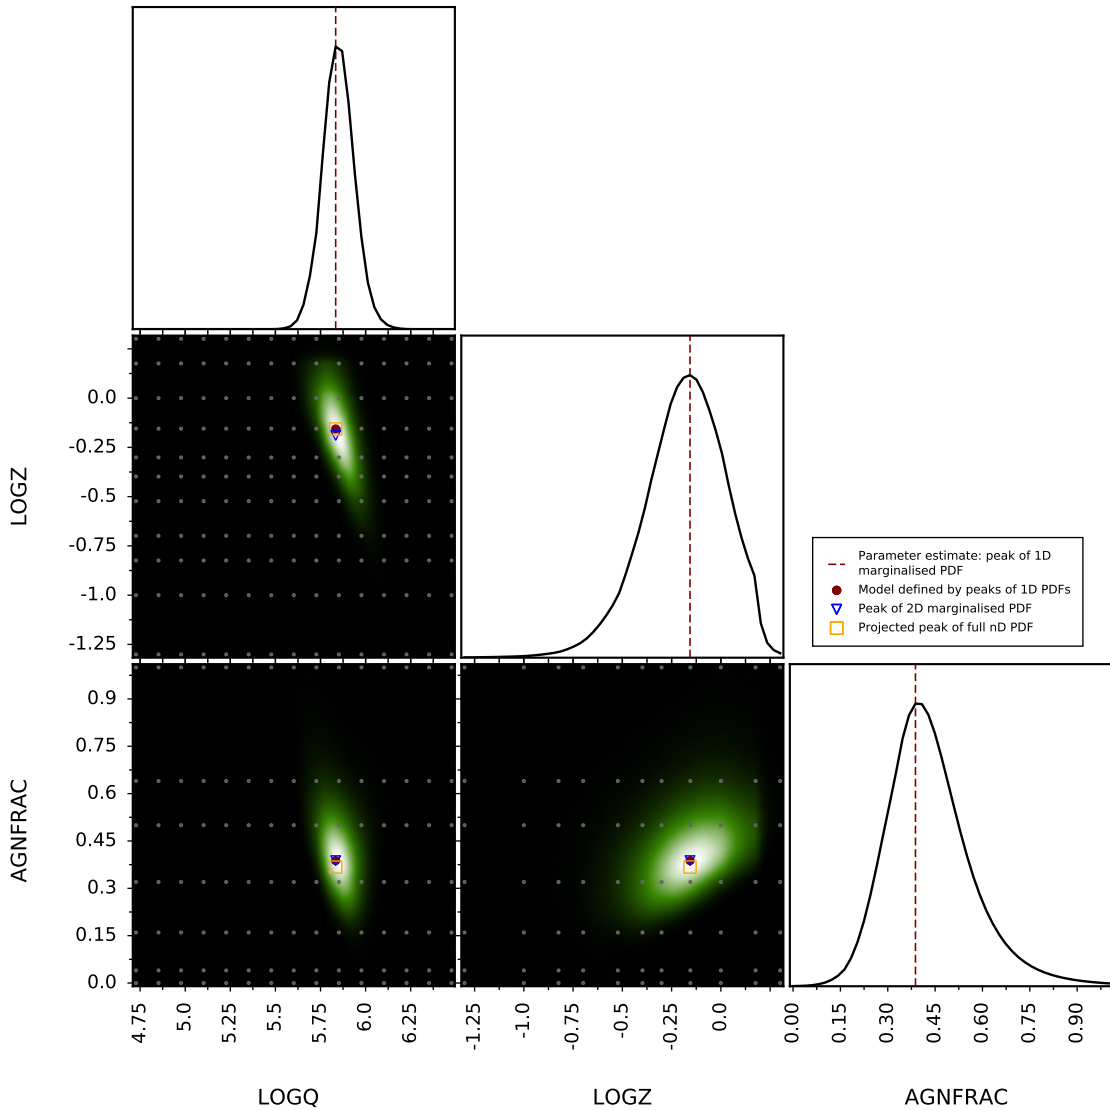 0.0
-0.25
-0.5
-0.75
-1.0
-1.25
LOGZ
Parameter estimate: peak of 1D
marginalised PDF
Model defined by peaks of 1D PDFs
Peak of 2D marginalised PDF
Projected peak of full nD PDF
0.9
0.75
0.6
0.45
0.3
0.15
0.0
AGNFRAC
4.75 5.0 5.25 5.5 5.75 6.0 6.25
-1.25 -1.0 -0.75 -0.5 -0.25 0.0
0.00 0.15 0.30 0.45 0.60 0.75 0.90
LOGQ LOGZ AGNFRAC